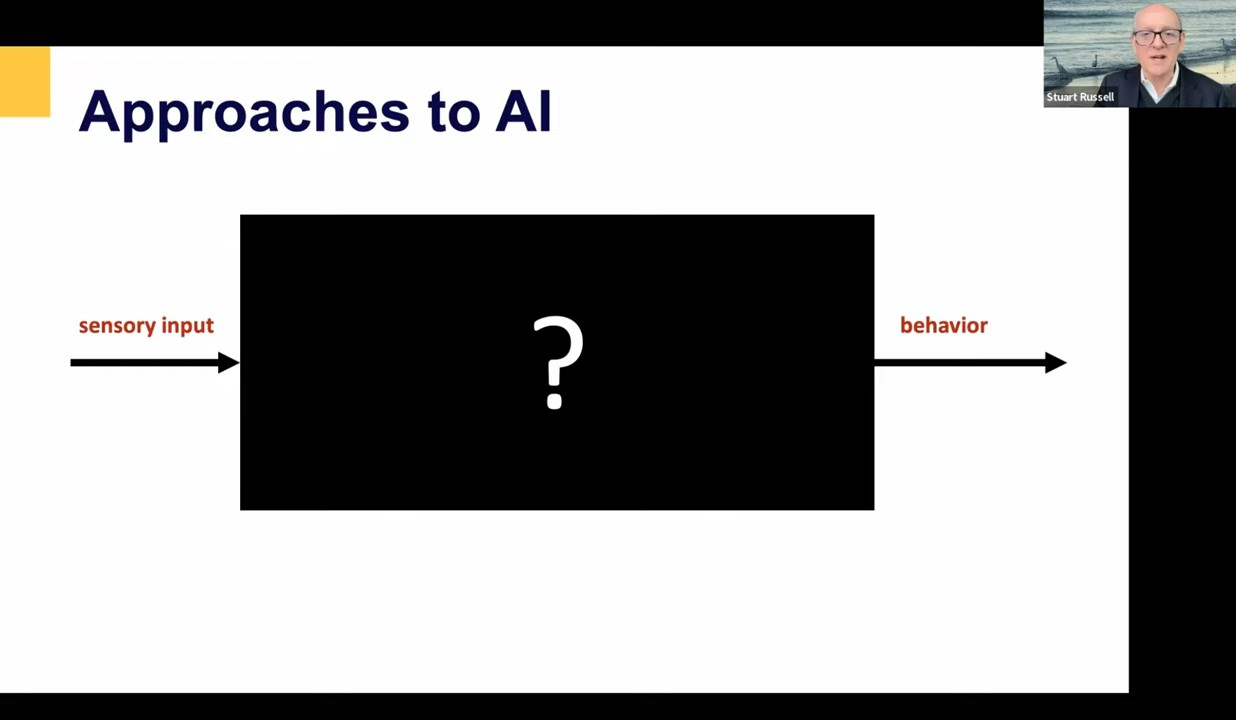 Approaches to AI
Stuart Russell
sensory input
?
behavior